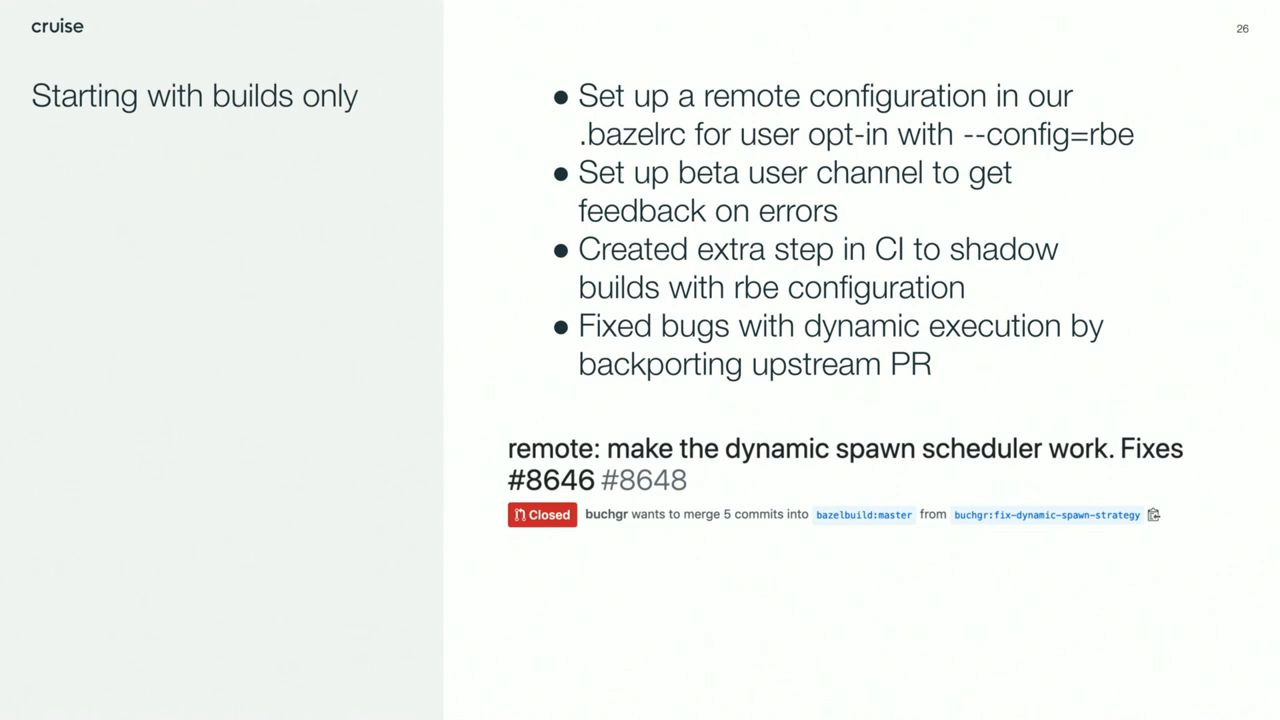 cruise
26
Starting with builds only
● Set up a remote configuration in our
.bazelrc for user opt-in with --config=rbe
● Set up beta user channel to get
feedback on errors
● Created extra step in CI to shadow
builds with rbe configuration
● Fixed bugs with dynamic execution by
backporting upstream PR
remote: make the dynamic spawn scheduler work. Fixes
#8646 #8648
Closed buchgr wants to merge 5 commits into bazelbuild:master from buchgr:fix-dynamic-spawn-strategy